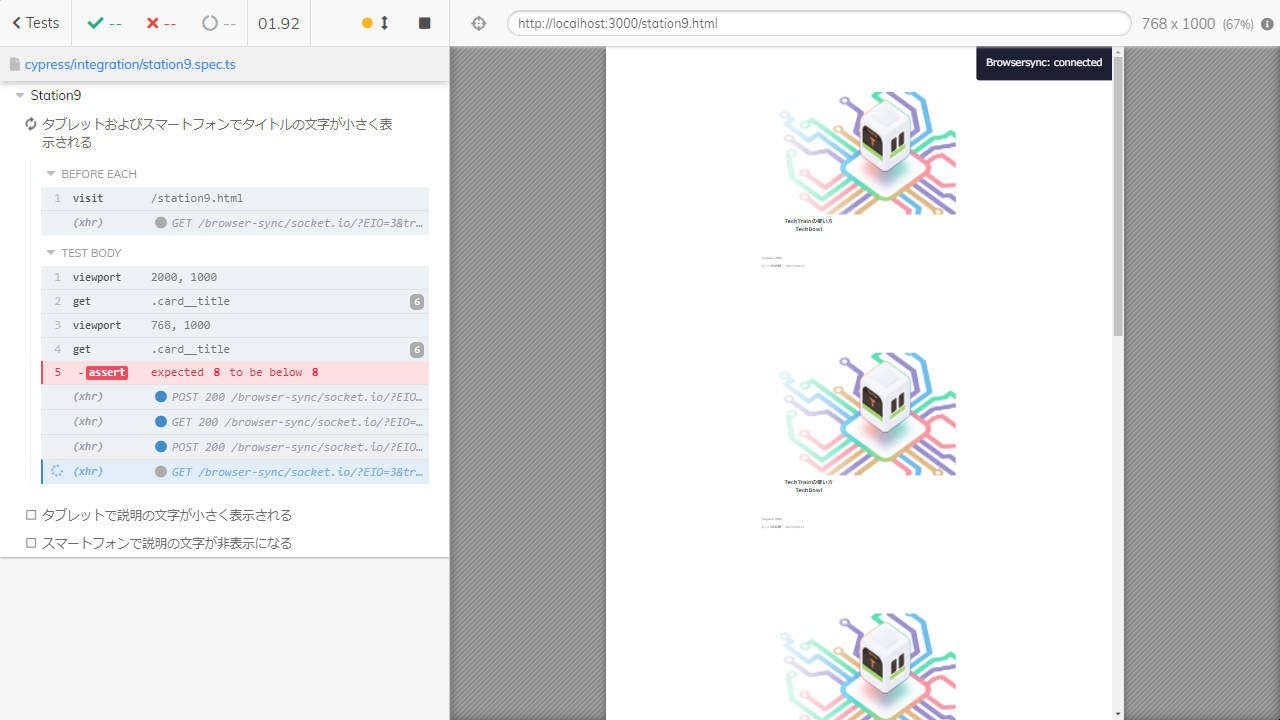 Tests
--
--
--
01.92
http://localhost:3000/station9.html
768 x 1000 (67%)
cypress/integration/station9.spec.ts
Station9
タブレットおよびスマートフォンでタイトルの文字が小さく表
示される
BEFORE EACH
1 visit /station9.html
(xhr) GET /browser-sync/socket.io/?EIO=3&tr…
TEST BODY
1 viewport 1000
2 get .card__title 6
3 viewport 768, 1000
4 get .card__title 6
5 -assert expected 8 to be below 8
(xhr) POST 200 /browser-sync/socket.io/?EIO…
(xhr) GET 200 /browser-sync/socket.io/?EIO=…
(xhr) POST 200 /browser-sync/socket.io/?EIO…
(xhr) GET /browser-sync/socket.io/?EIO=3&tr…
タブレットで説明の文字が小さく表示される
スマートフォンで説明の文字が非表示になる
Browsersync: connected
TechTrainの使い方
TechBowl
TechTrainの使い方
TechBowl